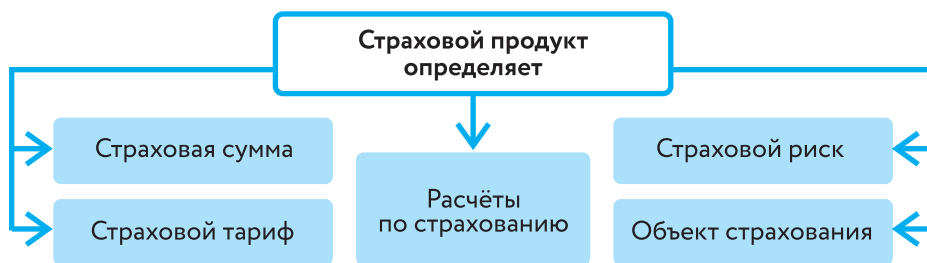 Страховой продукт
определяет
Страховая сумма
Страховой тариф
Расчёты
по страхованию
Страховой риск
Объект страхования